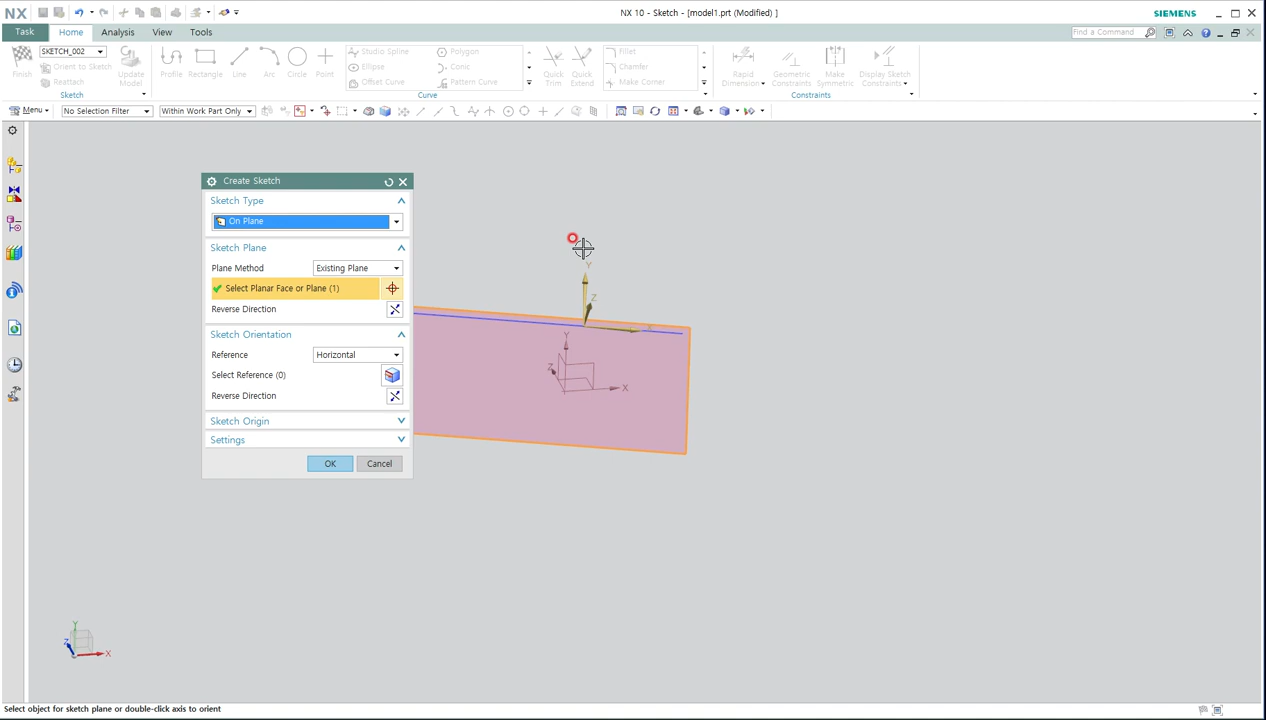 NX
NX 10 - Sketch - [model1.prt (Modified) ]
SIEMENS
Task
Home
Analysis
View
Tools
Find a Command
Finish
SKETCH_002
Orient to Sketch
Reattach
Update Model
Sketch
Profile
Rectangle
Line
Arc
Circle
Point
Studio Spline
Ellipse
Offset Curve
Polygon
Conic
Pattern Curve
Curve
Quick Trim
Quick Extend
Fillet
Chamfer
Make Corner
Rapid Dimension
Geometric Constraints
Make Symmetric
Display Sketch Constraints
Constraints
Menu
No Selection Filter
Within Work Part Only
Create Sketch
Sketch Type
On Plane
Sketch Plane
Plane Method
Existing Plane
Select Planar Face or Plane (1)
Reverse Direction
Sketch Orientation
Reference
Horizontal
Select Reference (0)
Reverse Direction
Sketch Origin
Settings
OK
Cancel
Y
Z
Y
Z
X
Y
Z
X
Select object for sketch plane or double-click axis to orient